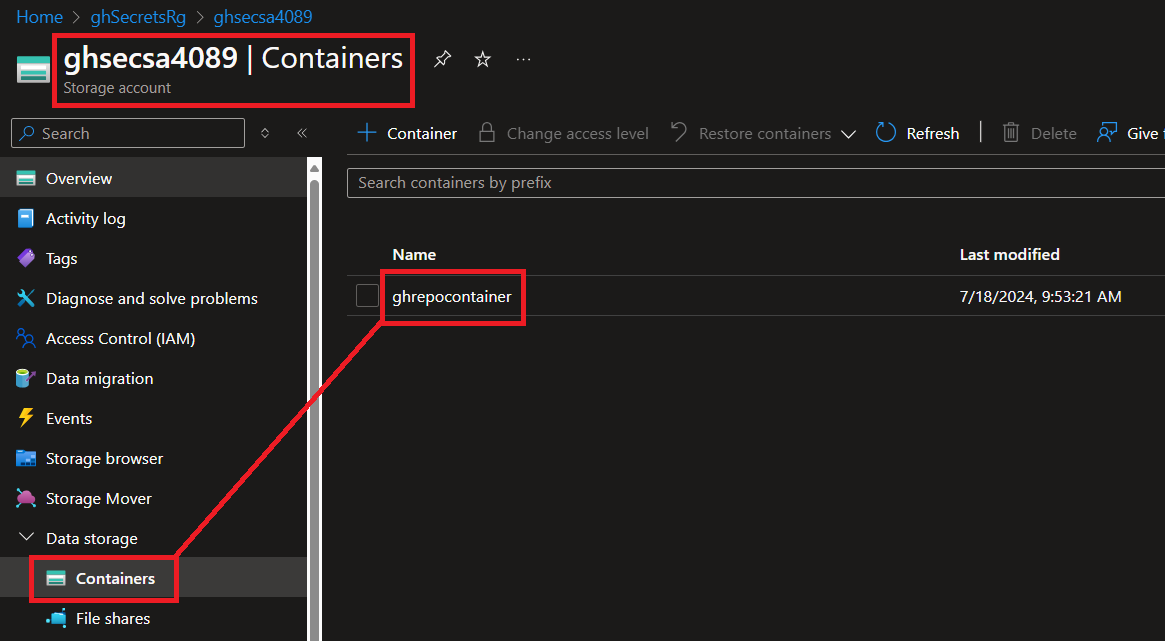 Home > ghSecretsRg > ghsecsa4089
ghsecsa4089 | Containers
Storage account
Search
Container Change access level Restore containers Refresh | Delete Give
Overview
Activity log
Tags
Diagnose and solve problems
Access Control (IAM)
Data migration
Events
Storage browser
Storage Mover
Data storage
Containers
File shares
Search containers by prefix
Name Last modified
ghrepocontainer 7/18/2024, 9:53:21 AM